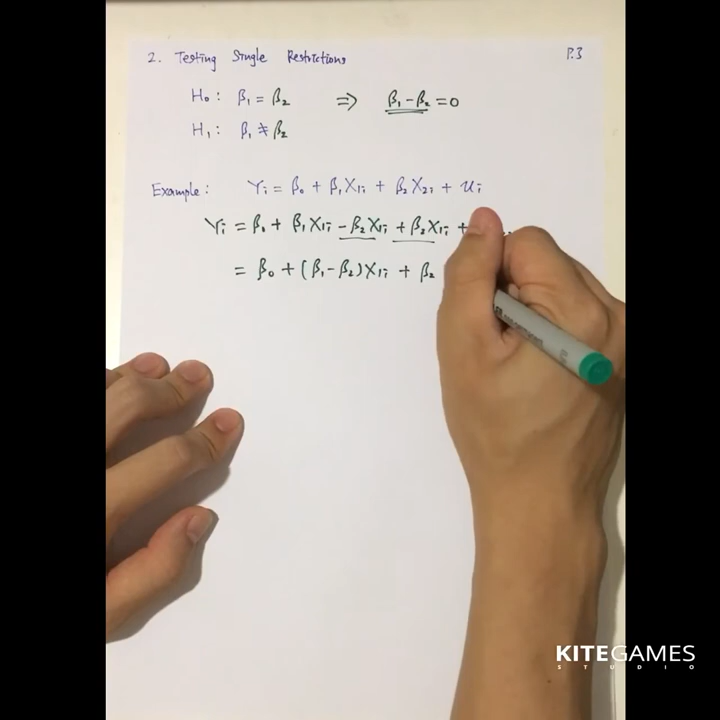 2. Testing Single Restrictions P.3
H₀: β₁ = β₂ ⇒ β₁ - β₂ = 0
H₁: β₁ ≠ β₂
Example: Yᵢ = β₀ + β₁X₁ᵢ + β₂X₂ᵢ + uᵢ
Yᵢ = β₀ + β₁X₁ᵢ - β₂X₁ᵢ + β₂X₁ᵢ +
= β₀ + (β₁ - β₂)X₁ᵢ + β₂
KITEGAMES
STUDIO